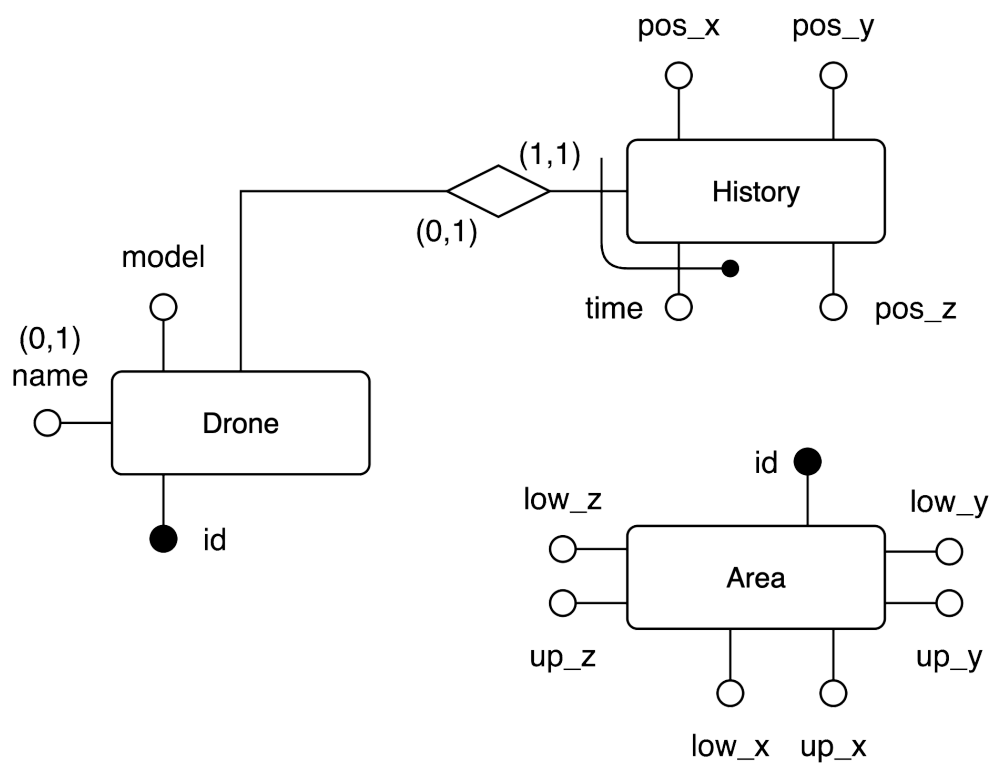 pos_x pos_y
(1,1)
History
(0,1)
model
time pos_z
(0,1)
name
Drone
id
id
low_z low_y
Area
up_z up_y
low_x up_x